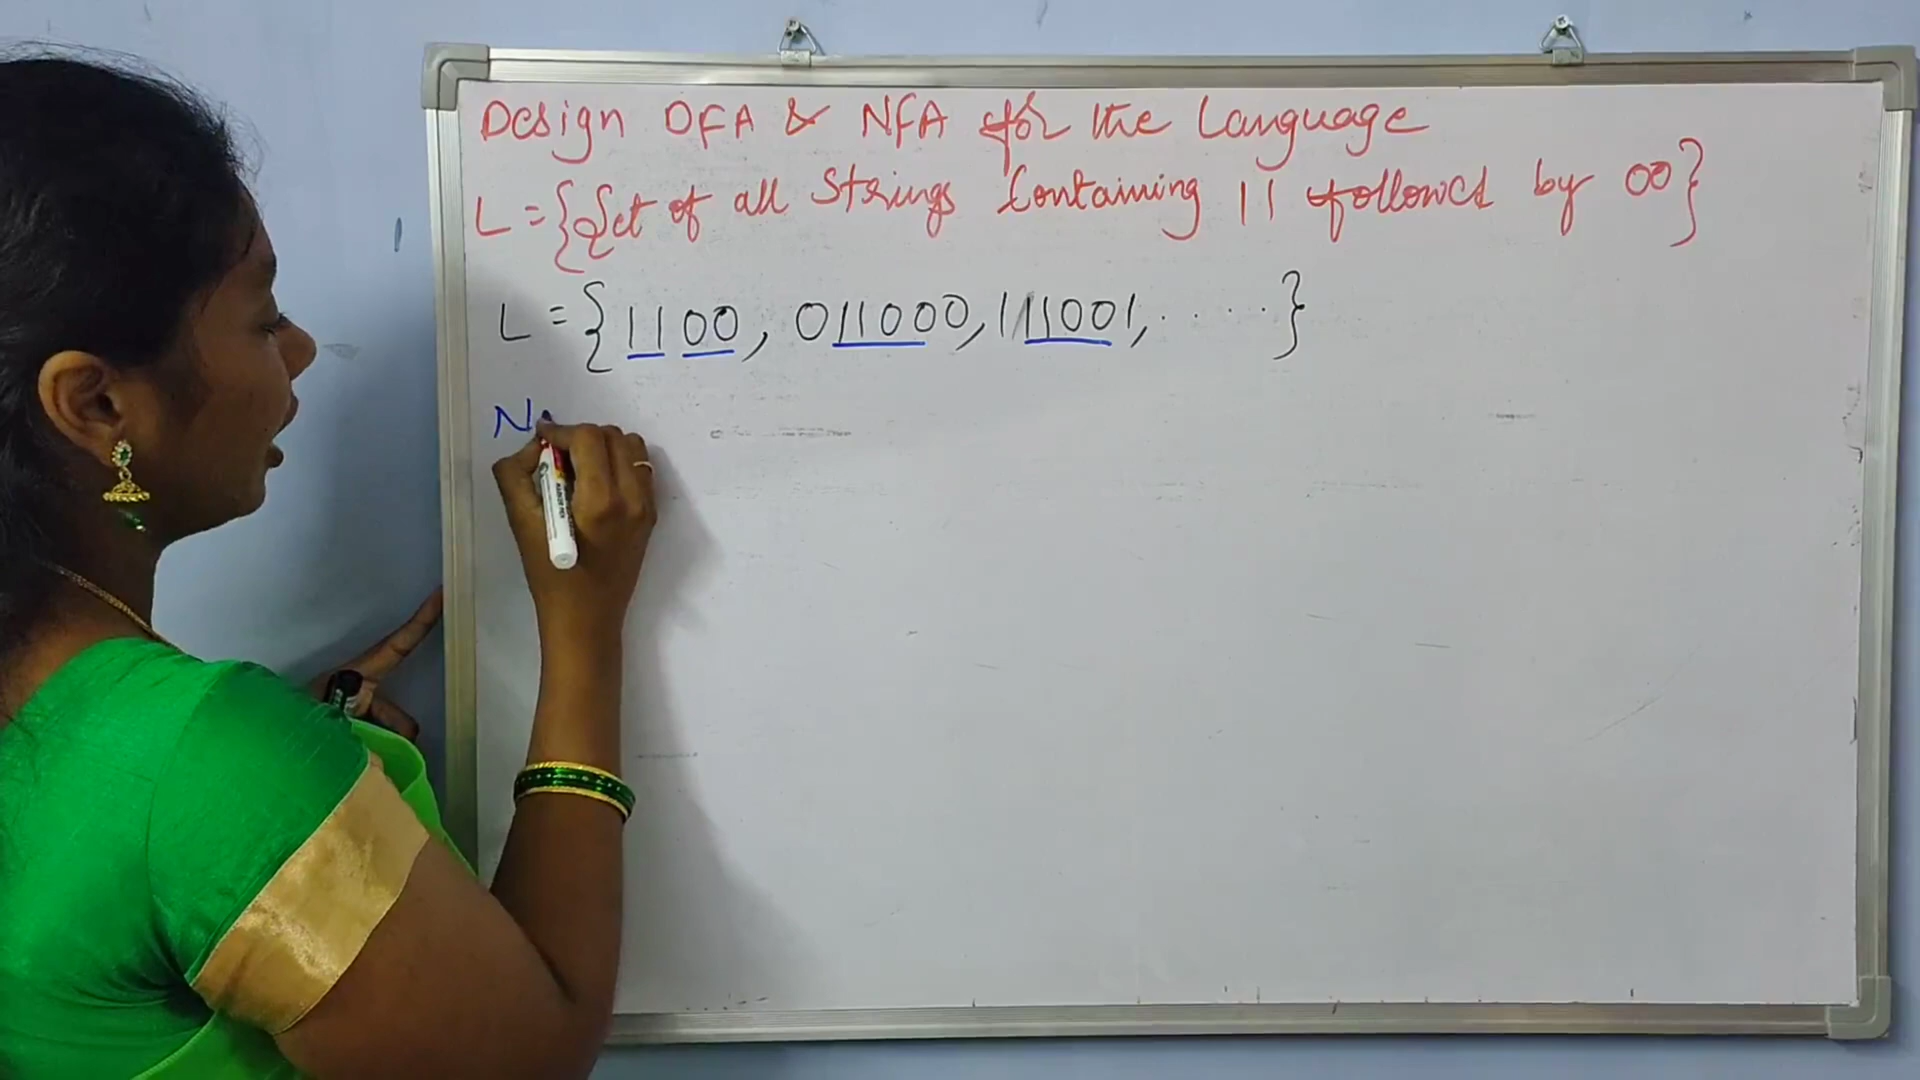 Design DFA & NFA for the Language
L = {Set of all Strings Containing 11 followed by 00}
L = {1100, 011000, 111001, ..... }
N